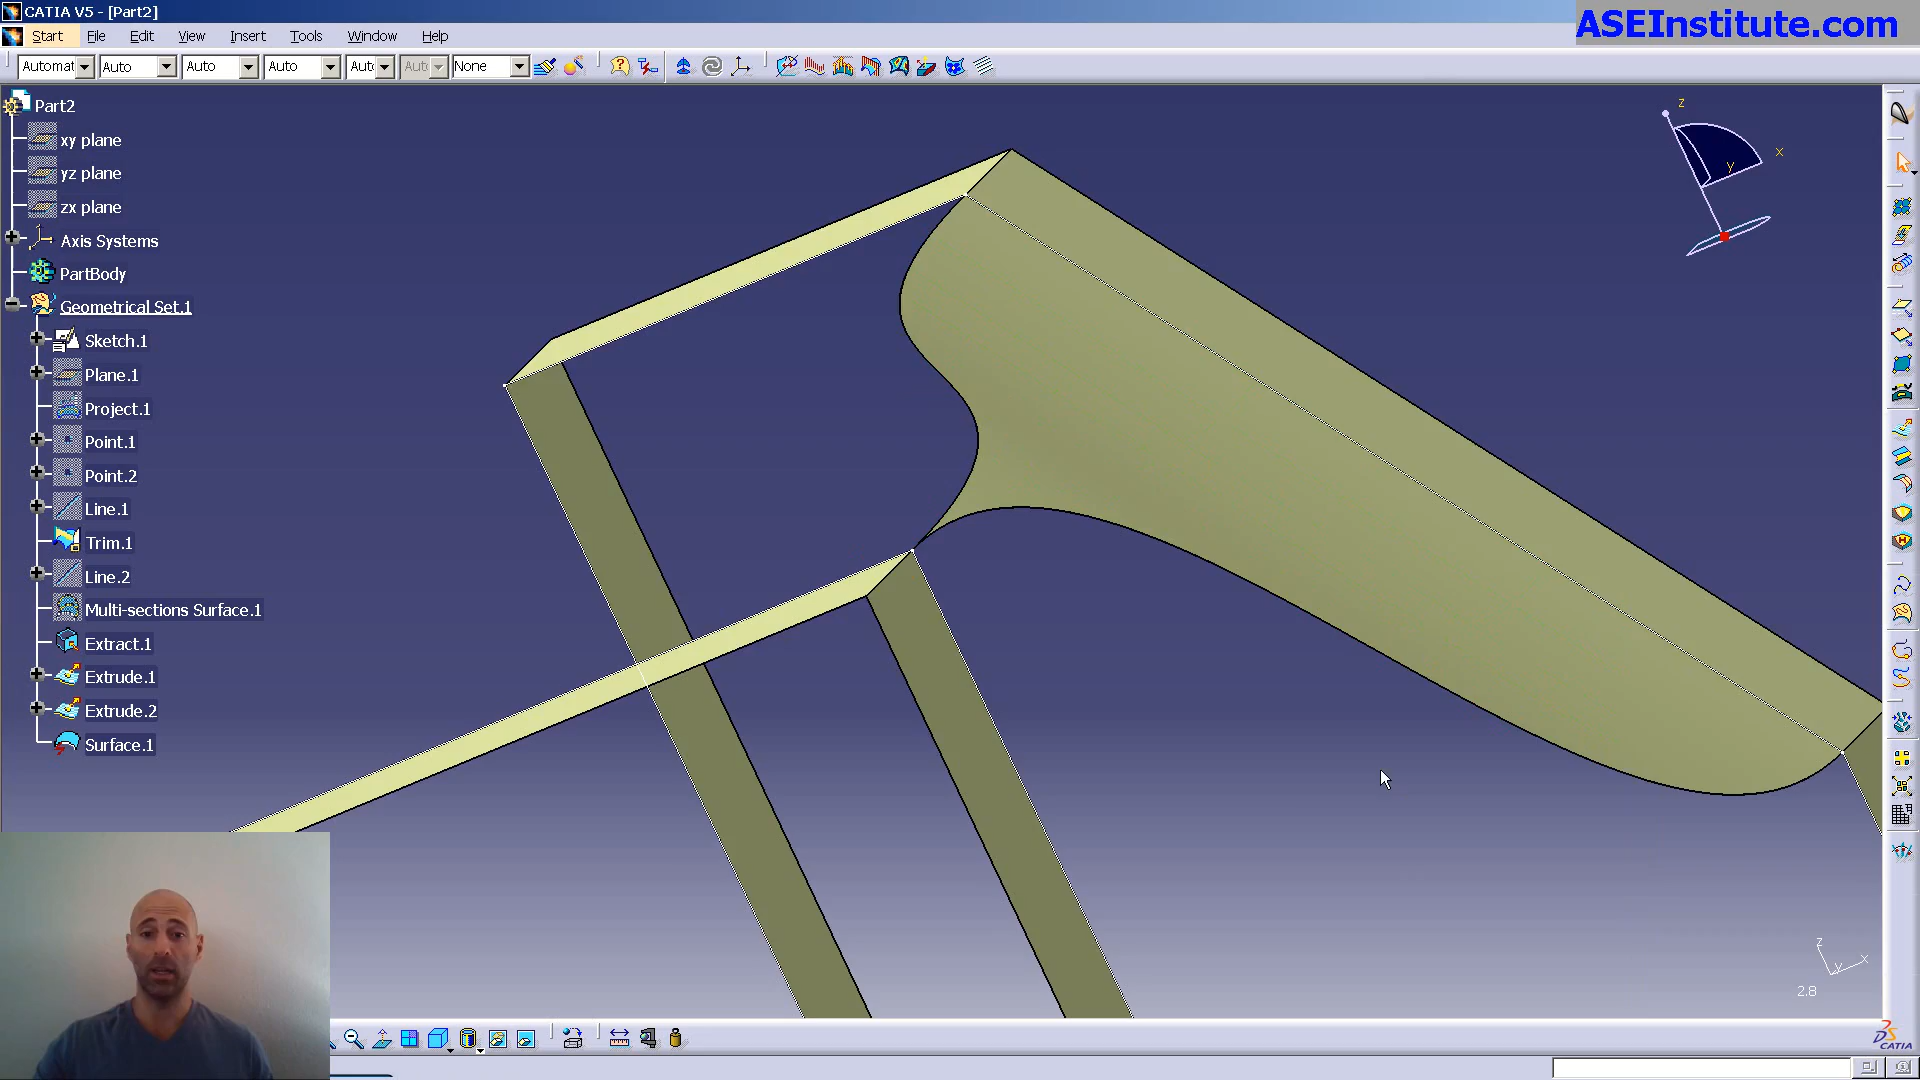 CATIA V5 - [Part2]
ASEInstitute.com
Start File Edit View Insert Tools Window Help
Automat Auto Auto Auto Aut Aut None
Part2
xy plane
yz plane
zx plane
Axis Systems
PartBody
Geometrical Set.1
Sketch.1
Plane.1
Project.1
Point.1
Point.2
Line.1
Trim.1
Line.2
Multi-sections Surface.1
Extract.1
Extrude.1
Extrude.2
Surface.1
z
x
y
z
y x
2.8
CATIA